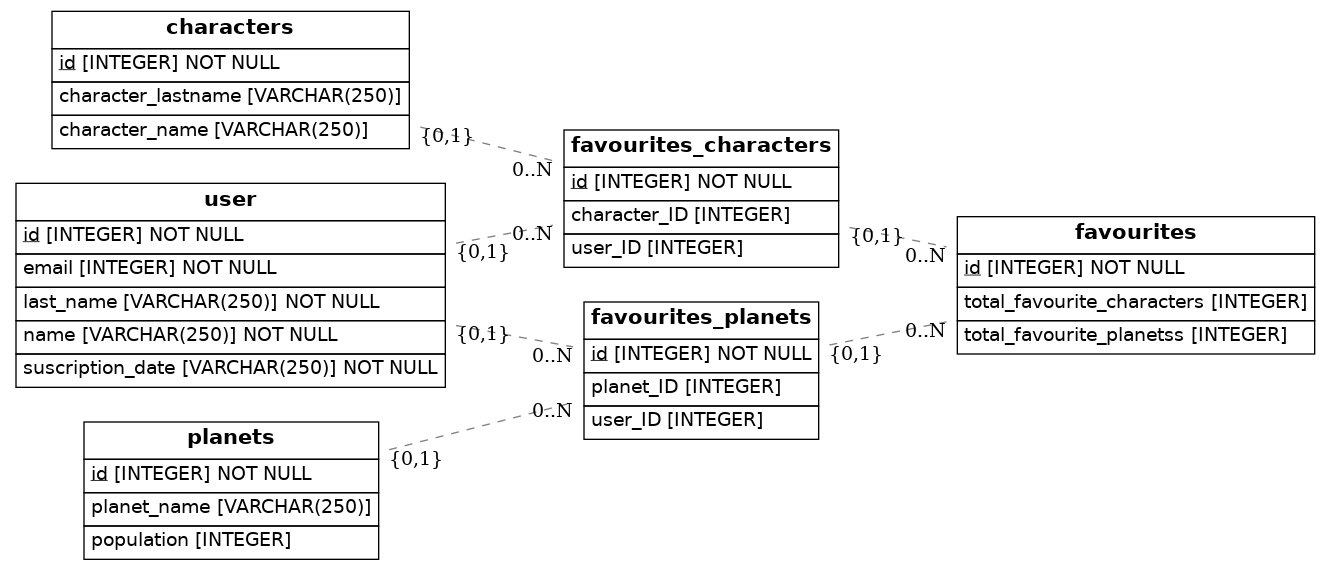 characters
id [INTEGER] NOT NULL
character_lastname [VARCHAR(250)]
character_name [VARCHAR(250)]
{0,1}
0..N
user
id [INTEGER] NOT NULL
email [INTEGER] NOT NULL
last_name [VARCHAR(250)] NOT NULL
name [VARCHAR(250)] NOT NULL
suscription_date [VARCHAR(250)] NOT NULL
{0,1}
0..N
{0,1}
0..N
planets
id [INTEGER] NOT NULL
planet_name [VARCHAR(250)]
population [INTEGER]
{0,1}
0..N
favourites_characters
id [INTEGER] NOT NULL
character_ID [INTEGER]
user_ID [INTEGER]
{0,1}
0..N
favourites_planets
id [INTEGER] NOT NULL
planet_ID [INTEGER]
user_ID [INTEGER]
{0,1}
0..N
favourites
id [INTEGER] NOT NULL
total_favourite_characters [INTEGER]
total_favourite_planetss [INTEGER]